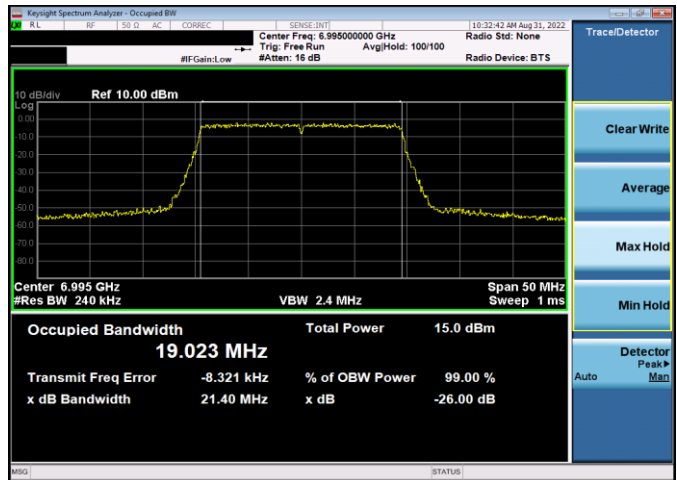 Keysight Spectrum Analyzer - Occupied BW
LXI RL RF 50 Ω AC CORREC SENSE:INT 10:32:42 AM Aug 31, 2022
Center Freq: 6.995000000 GHz Radio Std: None
Trig: Free Run Avg|Hold: 100/100
#IFGain:Low #Atten: 16 dB Radio Device: BTS
Trace/Detector
10 dB/div Ref 10.00 dBm
Log
0.00
-10.0
-20.0
-30.0
-40.0
-50.0
-60.0
-70.0
-80.0
Center 6.995 GHz Span 50 MHz
#Res BW 240 kHz VBW 2.4 MHz Sweep 1 ms
Occupied Bandwidth Total Power 15.0 dBm
19.023 MHz
Transmit Freq Error -8.321 kHz % of OBW Power 99.00 %
x dB Bandwidth 21.40 MHz x dB -26.00 dB
Clear Write
Average
Max Hold
Min Hold
Detector
Peak▶
Auto Man
MSG STATUS